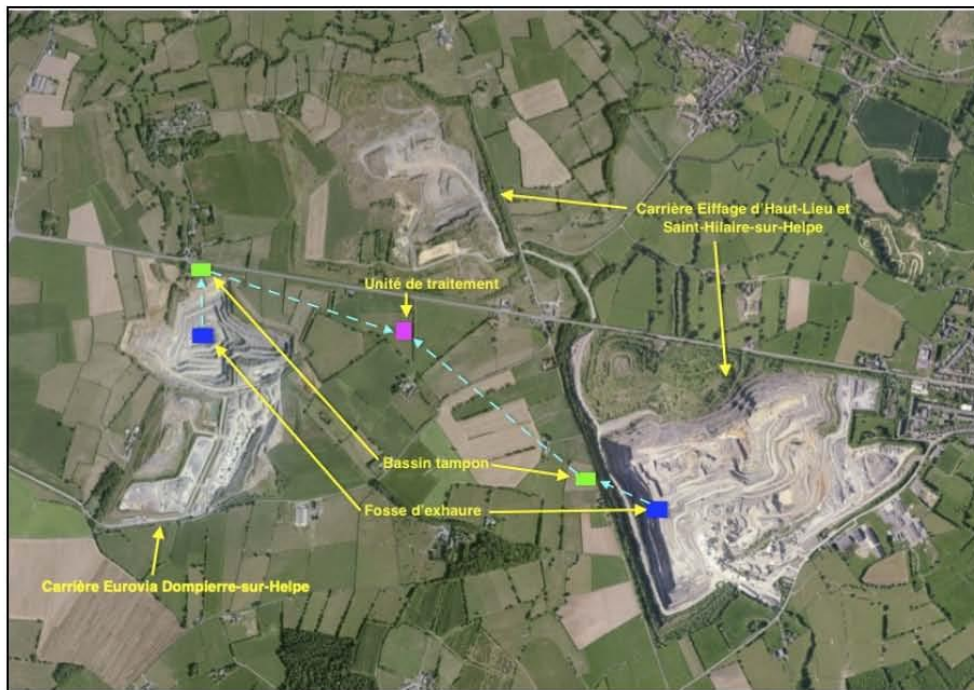 Carrière Eiffage d'Haut-Lieu et
Saint-Hilaire-sur-Helpe
Unité de traitement
Bassin tampon
Fosse d'exhaure
Carrière Eurovia Dompierre-sur-Helpe